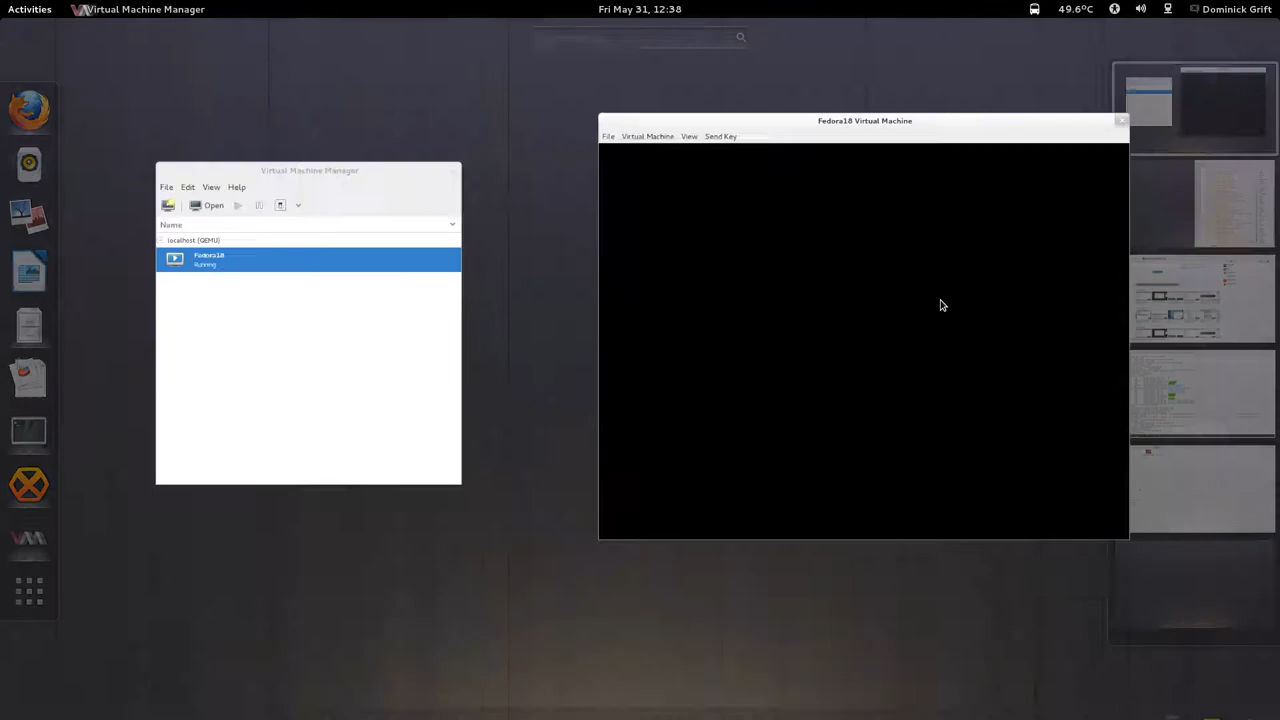 Activities Virtual Machine Manager Fri May 31, 12:38 49.6°C Dominick Grift
Virtual Machine Manager
File Edit View Help
Open
Name
localhost (QEMU)
Fedora18
Running
Fedora18 Virtual Machine
File Virtual Machine View Send Key